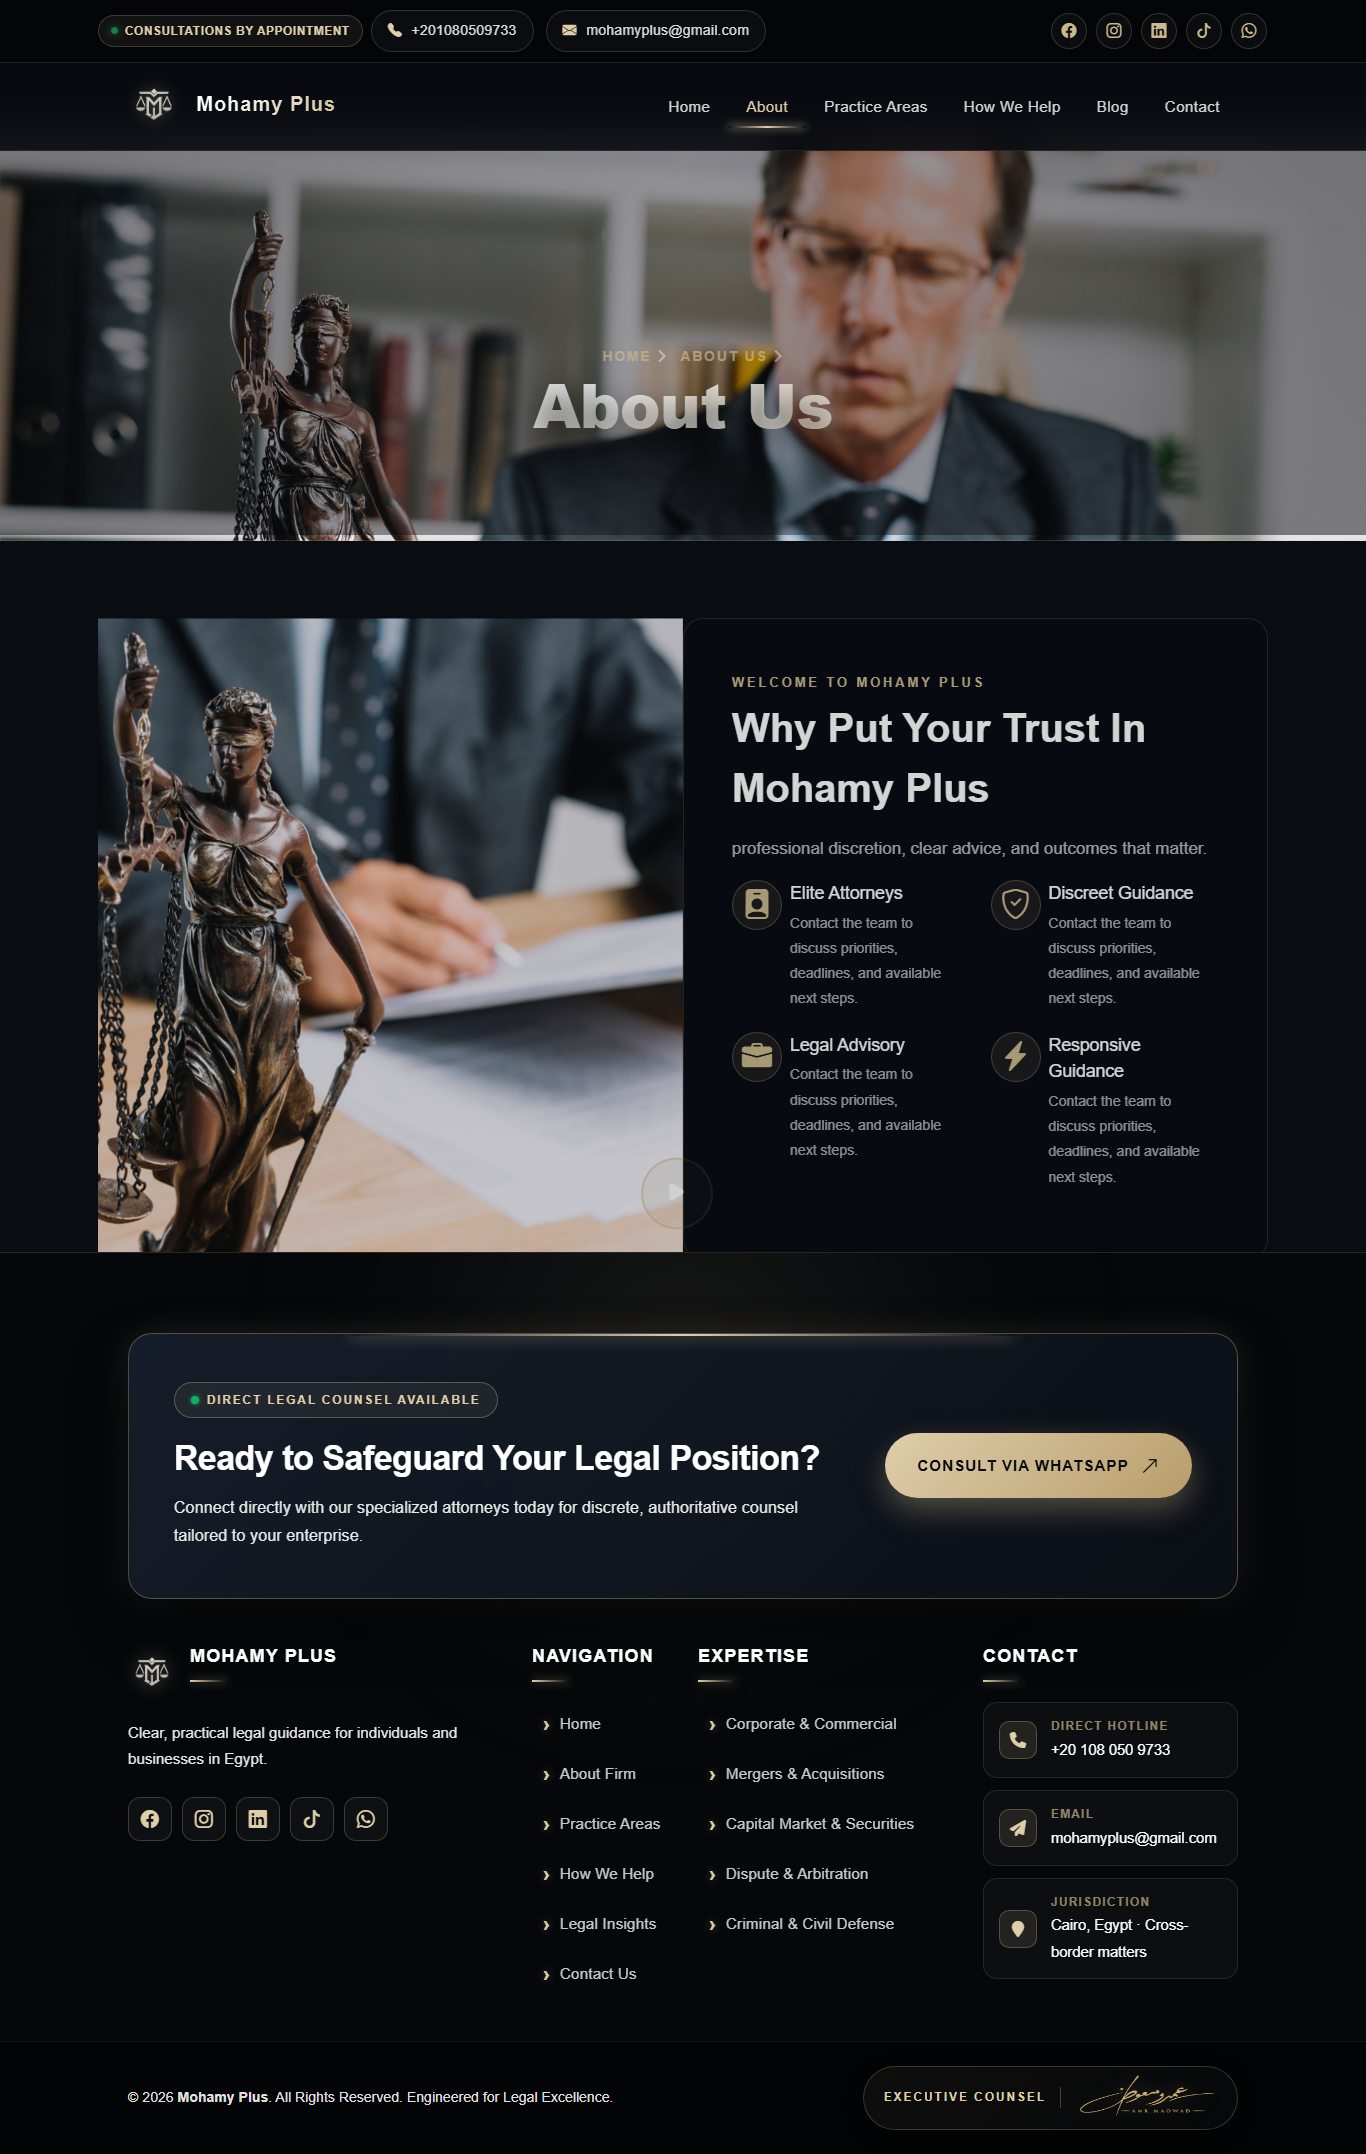 CONSULTATIONS BY APPOINTMENT
+201080509733
mohamyplus@gmail.com
Mohamy Plus
Home
About
Practice Areas
How We Help
Blog
Contact
HOME
ABOUT US
About Us
WELCOME TO MOHAMY PLUS
Why Put Your Trust In
Mohamy Plus
professional discretion, clear advice, and outcomes that matter.
Elite Attorneys
Contact the team to
discuss priorities,
deadlines, and available
next steps.
Discreet Guidance
Contact the team to
discuss priorities,
deadlines, and available
next steps.
Legal Advisory
Contact the team to
discuss priorities,
deadlines, and available
next steps.
Responsive
Guidance
Contact the team to
discuss priorities,
deadlines, and available
next steps.
DIRECT LEGAL COUNSEL AVAILABLE
Ready to Safeguard Your Legal Position?
Connect directly with our specialized attorneys today for discrete, authoritative counsel
tailored to your enterprise.
CONSULT VIA WHATSAPP
MOHAMY PLUS
Clear, practical legal guidance for individuals and
businesses in Egypt.
NAVIGATION
Home
About Firm
Practice Areas
How We Help
Legal Insights
Contact Us
EXPERTISE
Corporate & Commercial
Mergers & Acquisitions
Capital Market & Securities
Dispute & Arbitration
Criminal & Civil Defense
CONTACT
DIRECT HOTLINE
+20 108 050 9733
EMAIL
mohamyplus@gmail.com
JURISDICTION
Cairo, Egypt · Cross-
border matters
© 2026 Mohamy Plus. All Rights Reserved. Engineered for Legal Excellence.
EXECUTIVE COUNSEL
AMR MAOWAD